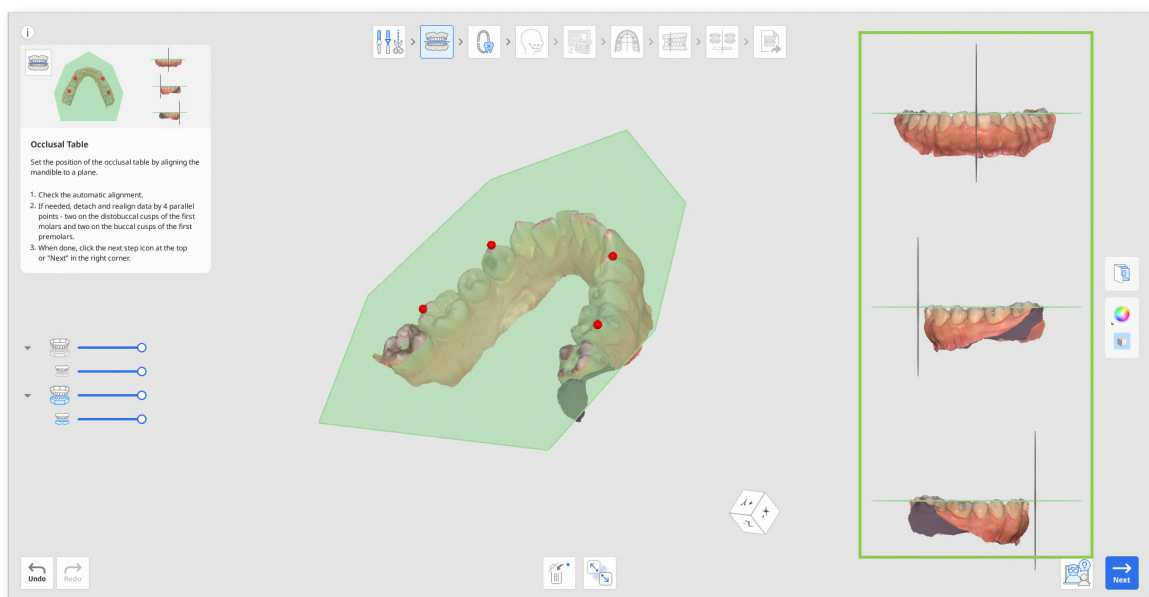 Occlusal Table
Set the position of the occlusal table by aligning the
mandible to a plane.
1. Check the automatic alignment.
2. If needed, detach and realign data by 4 parallel
points - two on the distobuccal cusps of the first
molars and two on the buccal cusps of the first
premolars.
3. When done, click the next step icon at the top
or "Next" in the right corner.
Undo
Redo
Next